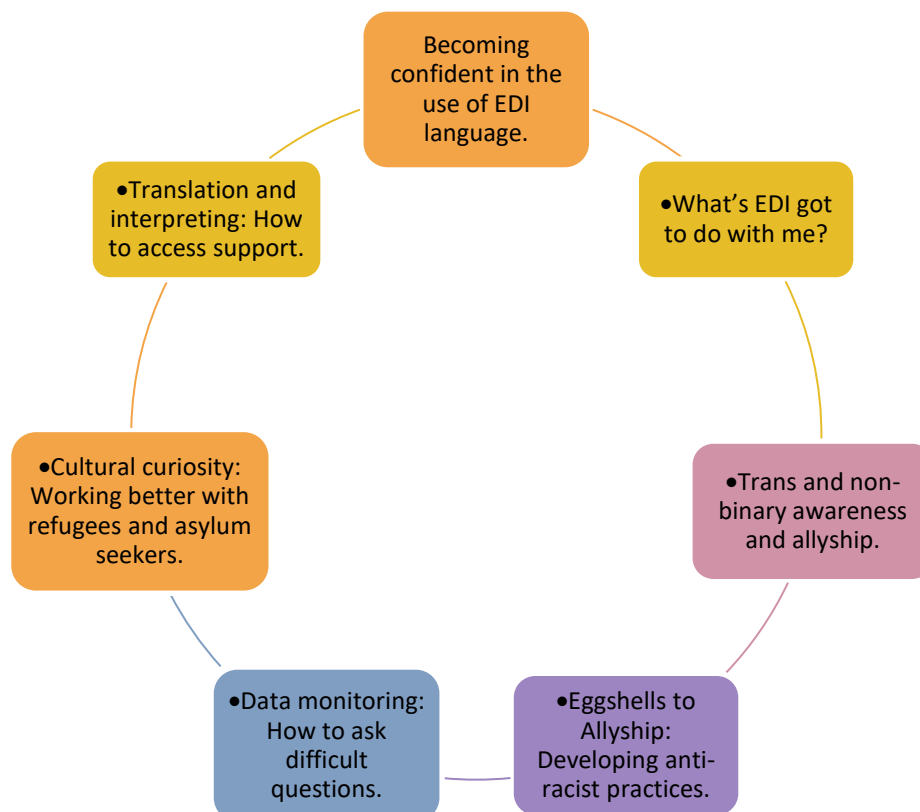 Becoming
confident in the
use of EDI
language.
•What’s EDI got
to do with me?
•Trans and non-
binary awareness
and allyship.
•Eggshells to
Allyship:
Developing anti-
racist practices.
•Data monitoring:
How to ask
difficult
questions.
•Cultural curiosity:
Working better with
refugees and asylum
seekers.
•Translation and
interpreting: How
to access support.